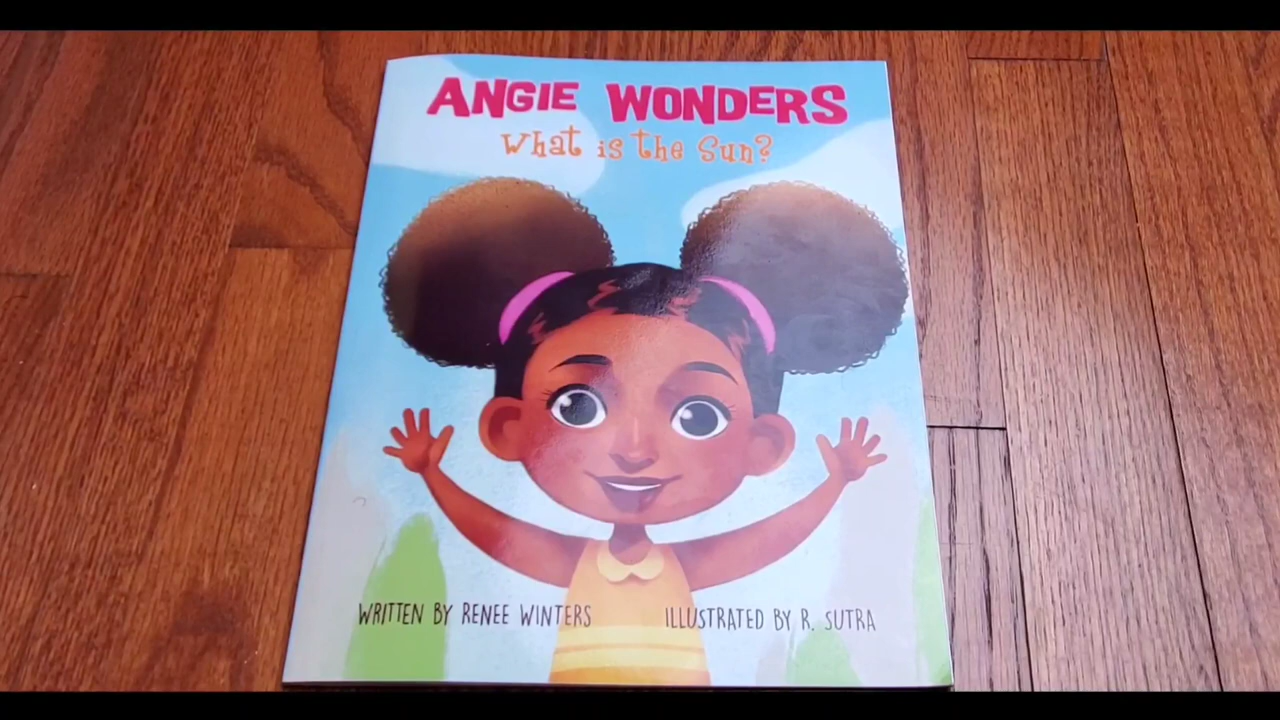 ANGIE WONDERS
What is the Sun?
WRITTEN BY RENEE WINTERS
ILLUSTRATED BY R. SUTRA